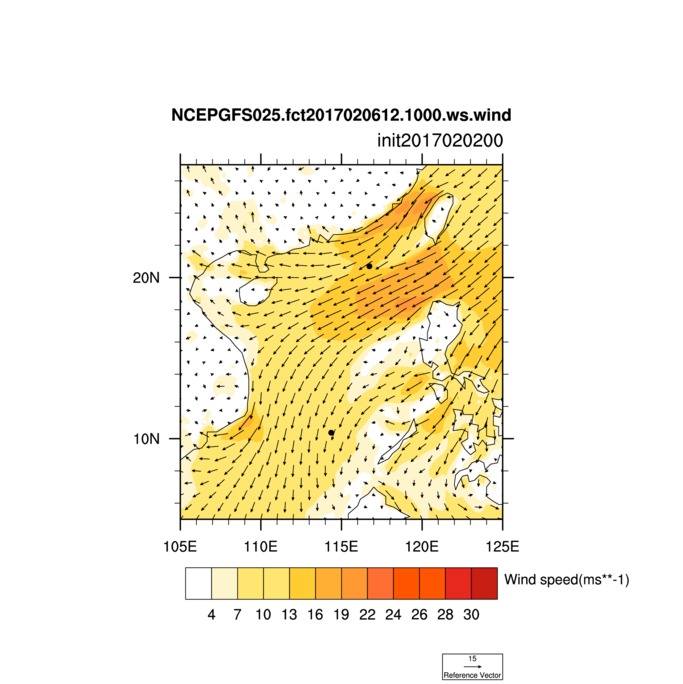 NCEPGFS025.fct2017020612.1000.ws.wind
init2017020200
20N
10N
105E 110E 115E 120E 125E
Wind speed(ms**-1)
4 7 10 13 16 19 22 24 26 28 30
15
Reference Vector